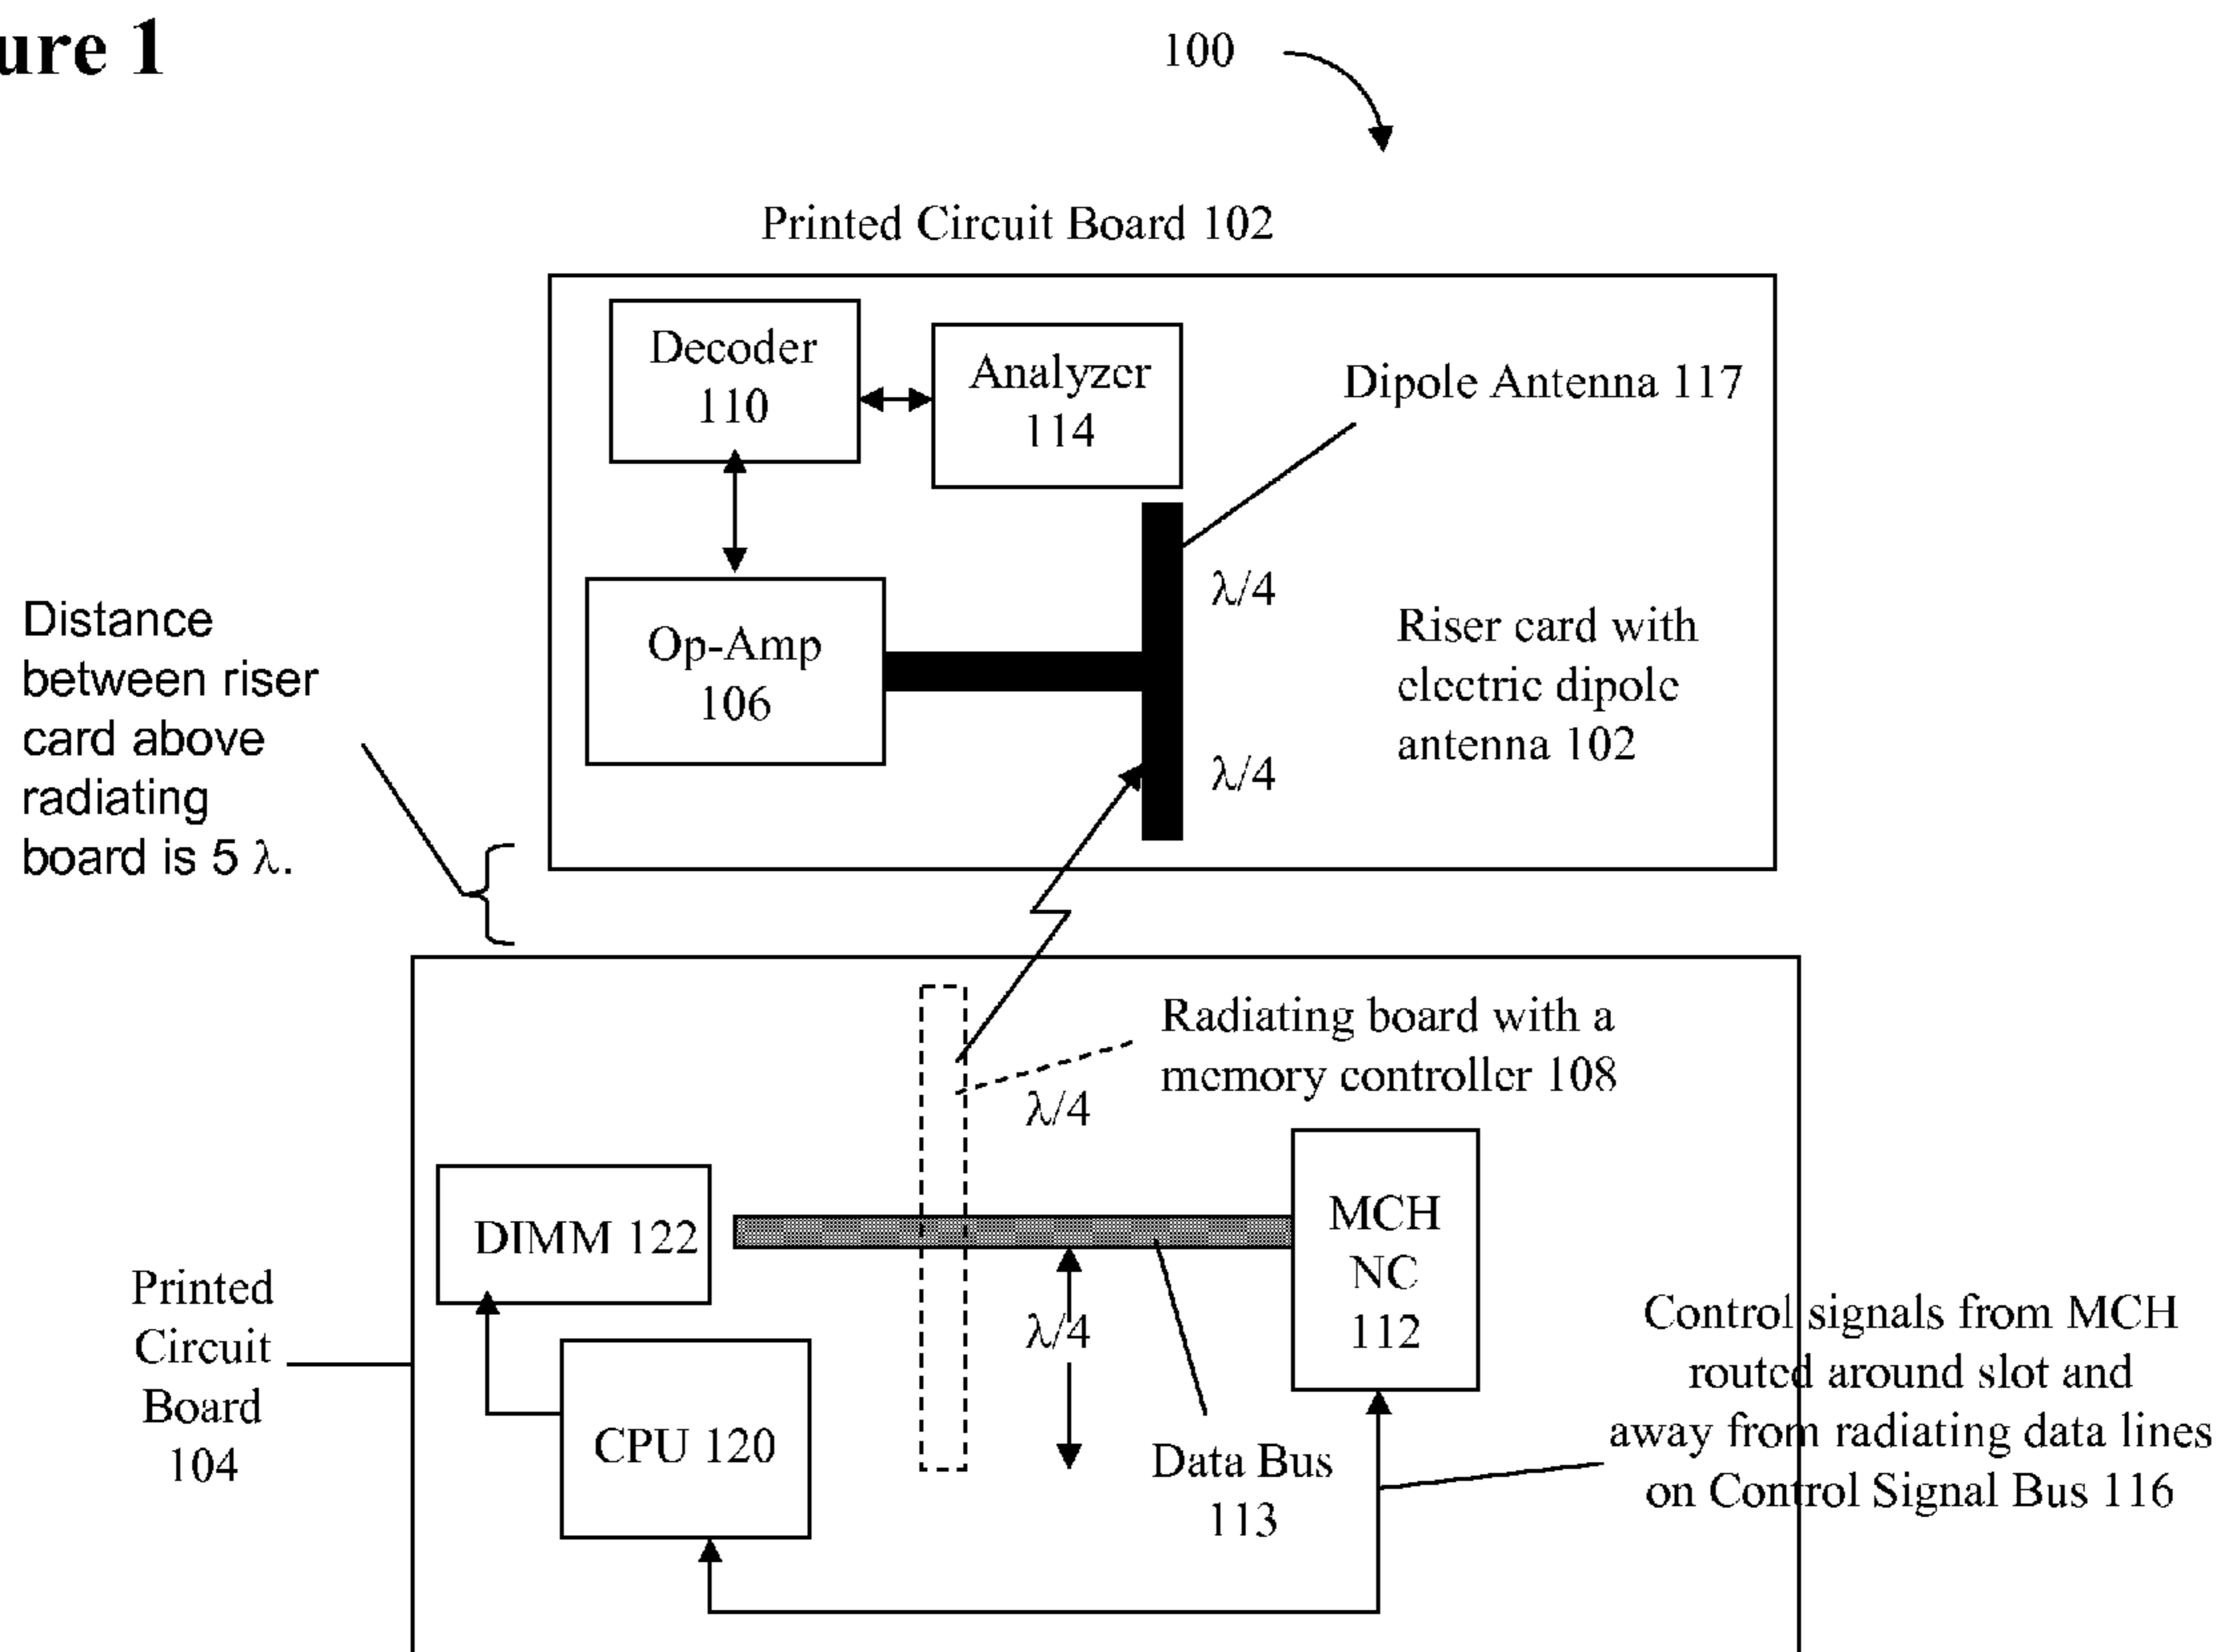 ure 1
100
Printed Circuit Board 102
Decoder
110
Analyzer
114
Dipole Antenna 117
λ/4
Op-Amp
106
Riser card with
electric dipole
antenna 102
λ/4
Distance
between riser
card above
radiating
board is 5 λ.
Radiating board with a
memory controller 108
λ/4
DIMM 122
MCH
NC
112
λ/4
Printed
Circuit
Board
104
CPU 120
Data Bus
113
Control signals from MCH
routed around slot and
away from radiating data lines
on Control Signal Bus 116